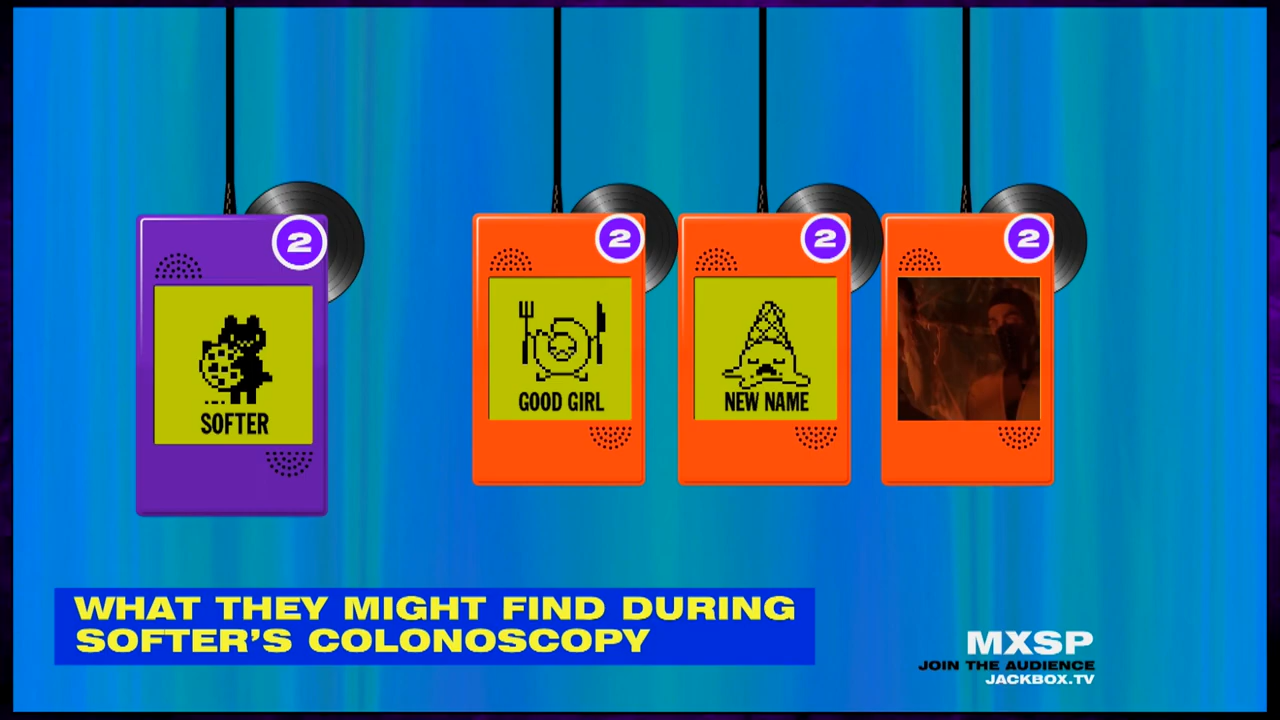 2
2
2
2
SOFTER
GOOD GIRL
NEW NAME
WHAT THEY MIGHT FIND DURING
SOFTER'S COLONOSCOPY
MXSP
JOIN THE AUDIENCE
JACKBOX.TV